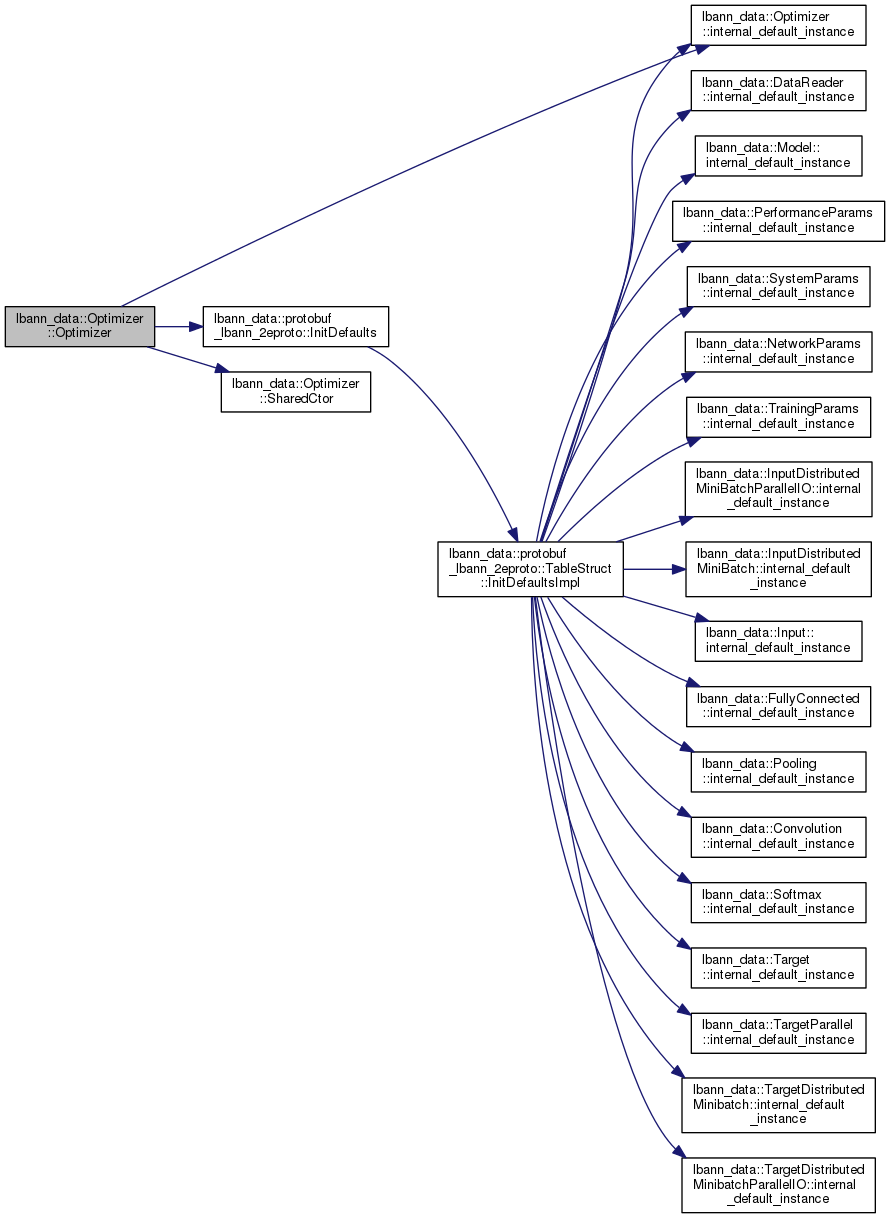 lbann_data::Optimizer
::Optimizer
lbann_data::protobuf
_lbann_2eproto::InitDefaults
lbann_data::Optimizer
::SharedCtor
lbann_data::protobuf
_lbann_2eproto::TableStruct
::InitDefaultsImpl
lbann_data::Optimizer
::internal_default_instance
lbann_data::DataReader
::internal_default_instance
lbann_data::Model::
internal_default_instance
lbann_data::PerformanceParams
::internal_default_instance
lbann_data::SystemParams
::internal_default_instance
lbann_data::NetworkParams
::internal_default_instance
lbann_data::TrainingParams
::internal_default_instance
lbann_data::InputDistributed
MiniBatchParallelIO::internal
_default_instance
lbann_data::InputDistributed
MiniBatch::internal_default
_instance
lbann_data::Input::
internal_default_instance
lbann_data::FullyConnected
::internal_default_instance
lbann_data::Pooling
::internal_default_instance
lbann_data::Convolution
::internal_default_instance
lbann_data::Softmax
::internal_default_instance
lbann_data::Target
::internal_default_instance
lbann_data::TargetParallel
::internal_default_instance
lbann_data::TargetDistributed
Minibatch::internal_default
_instance
lbann_data::TargetDistributed
MinibatchParallelIO::internal
_default_instance